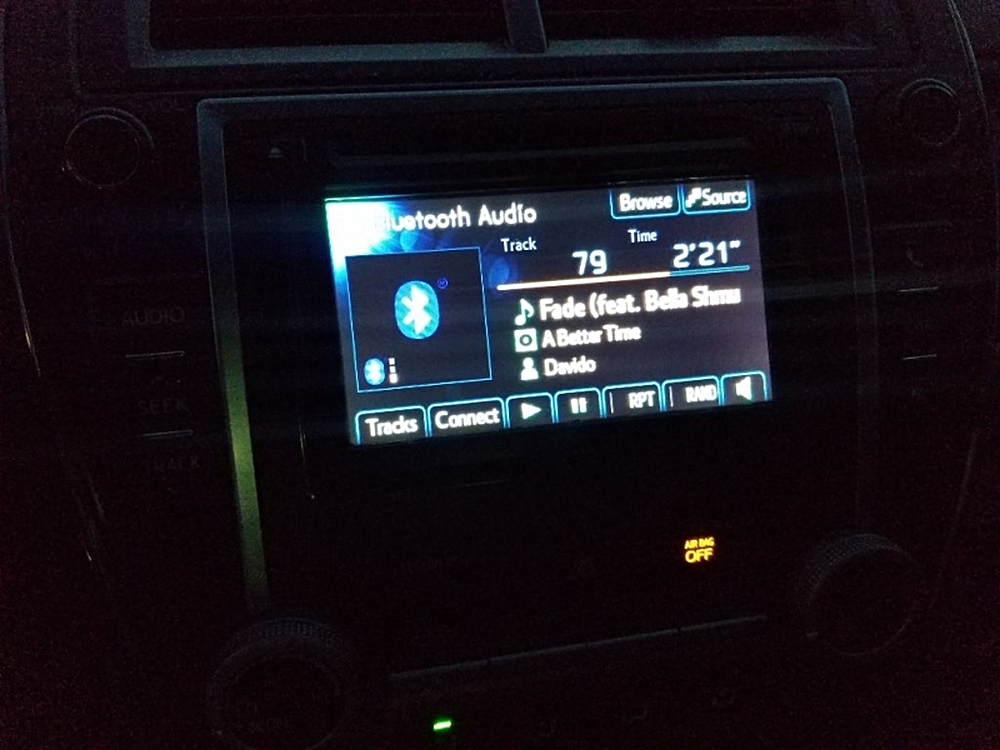 VOL
Bluetooth Audio
Browse
Source
Track
Time
79
2'21"
Fade (feat. Bella Shmu
A Better Time
Davido
Tracks
Connect
RPT
RAND
AUDIO
SEEK
TRACK
AIR BAG
OFF